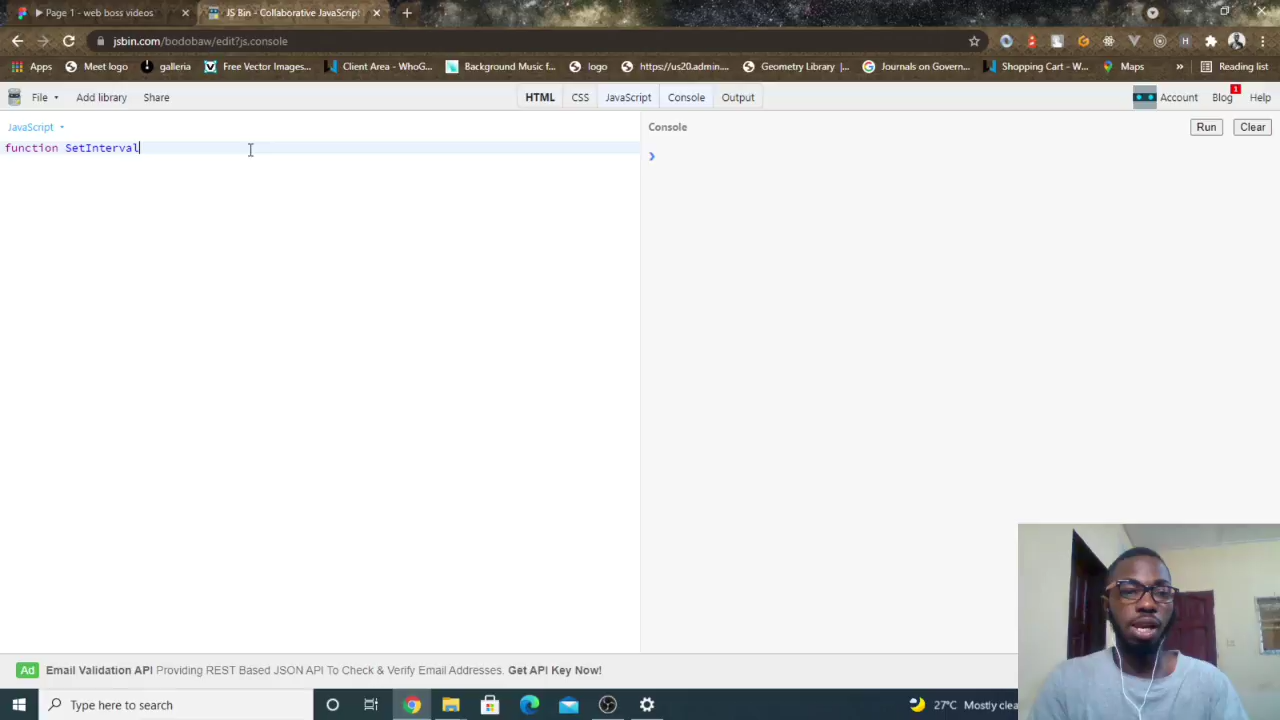 Page 1 - web boss videos
JS Bin - Collaborative JavaScript
jsbin.com/bodobaw/edit?js,console
Apps Meet logo galleria Free Vector Images... Client Area - WhoG... Background Music f... logo https://us20.admin.... Geometry Library |... Journals on Govern... Shopping Cart - W... Maps » Reading list
File Add library Share HTML CSS JavaScript Console Output Account Blog 1 Help
JavaScript
Console Run Clear
function SetInterval
Ad Email Validation API Providing REST Based JSON API To Check & Verify Email Addresses. Get API Key Now!
Type here to search
27°C Mostly clea